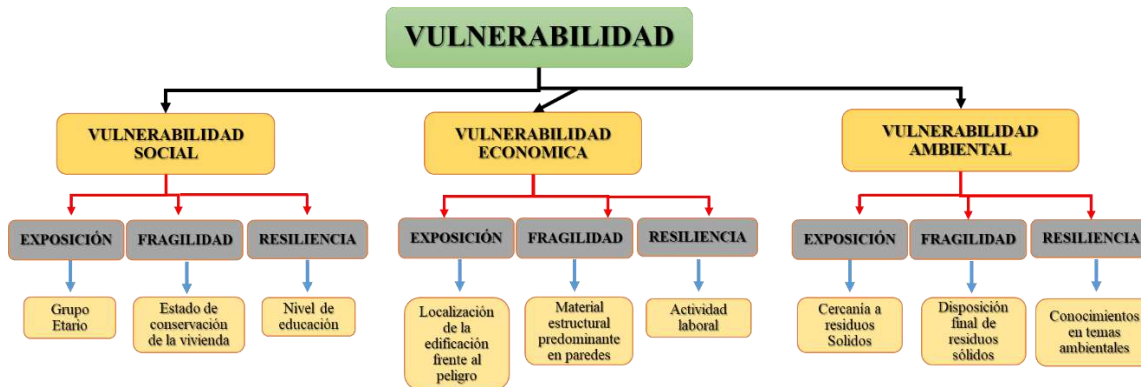 VULNERABILIDAD
VULNERABILIDAD
SOCIAL
VULNERABILIDAD
ECONOMICA
VULNERABILIDAD
AMBIENTAL
EXPOSICIÓN
FRAGILIDAD
RESILIENCIA
EXPOSICIÓN
FRAGILIDAD
RESILIENCIA
EXPOSICIÓN
FRAGILIDAD
RESILIENCIA
Grupo
Etario
Estado de
conservación
de la vivienda
Nivel de
educación
Localización
de la
edificación
frente al
peligro
Material
estructural
predominante
en paredes
Actividad
laboral
Cercanía a
residuos
Solidos
Disposición
final de
residuos
sólidos
Conocimientos
en temas
ambientales